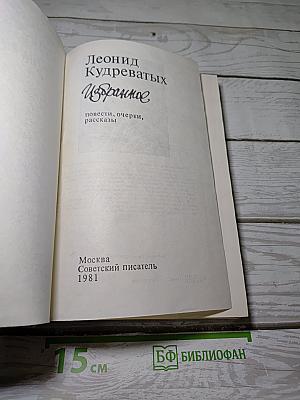 Леонид
Кудреватых
Избранное
повести, очерки,
рассказы
Москва
Советский писатель
1981
15 см
БФ БИБЛИОФАН